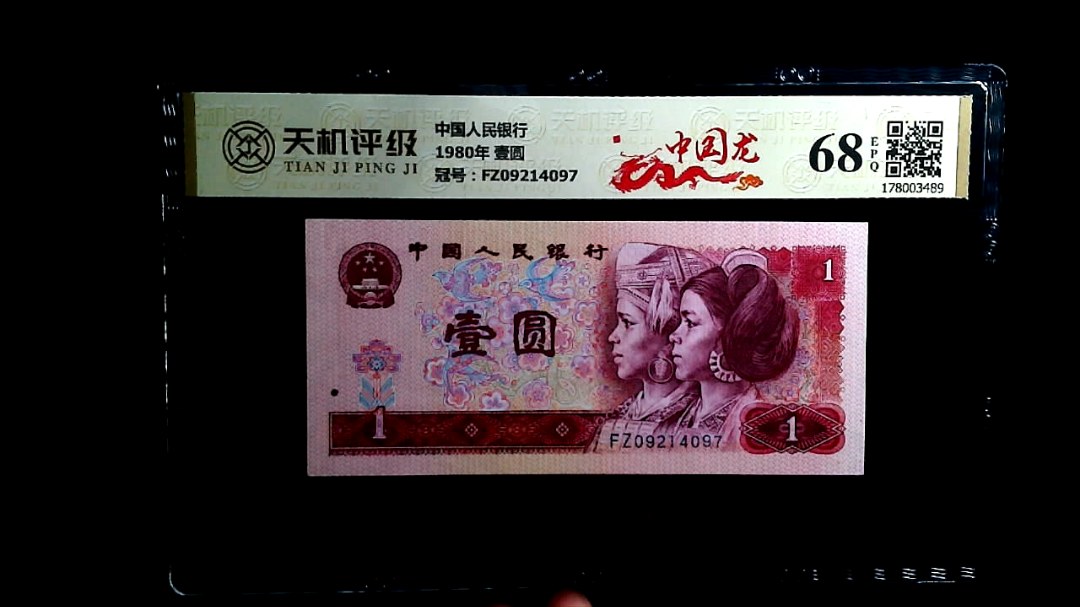 天机评级
TIAN JI PING JI
中国人民银行
1980年 壹圆
冠号：FZ09214097
中国龙
68
EPQ
178003489
中國人民银行
1
壹圆
1
FZ09214097
1